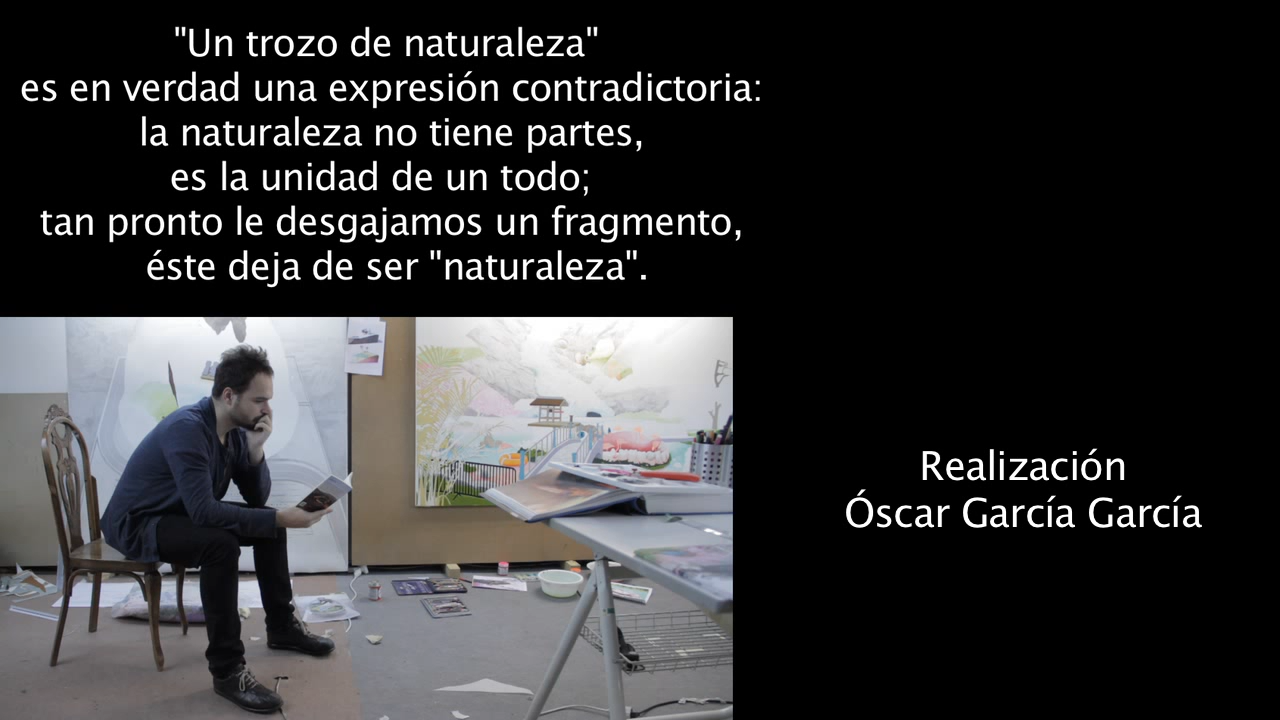 "Un trozo de naturaleza"
es en verdad una expresión contradictoria:
la naturaleza no tiene partes,
es la unidad de un todo;
tan pronto le desgajamos un fragmento,
éste deja de ser "naturaleza".
Realización
Óscar García García